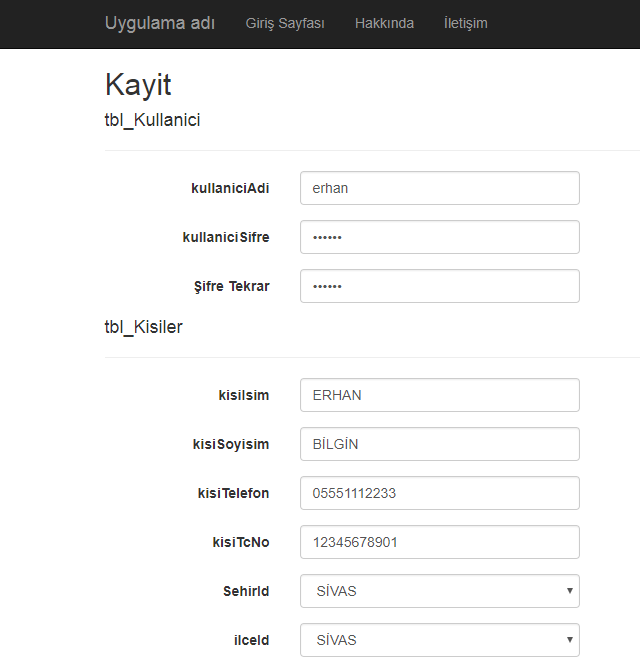 Uygulama adı Giriş Sayfası Hakkında İletişim
Kayit
tbl_Kullanici
kullaniciAdi erhan
kullaniciSifre ••••••
Şifre Tekrar ••••••
tbl_Kisiler
kisiIsim ERHAN
kisiSoyisim BİLGİN
kisiTelefon 05551112233
kisiTcNo 12345678901
SehirId SİVAS
ilceId SİVAS